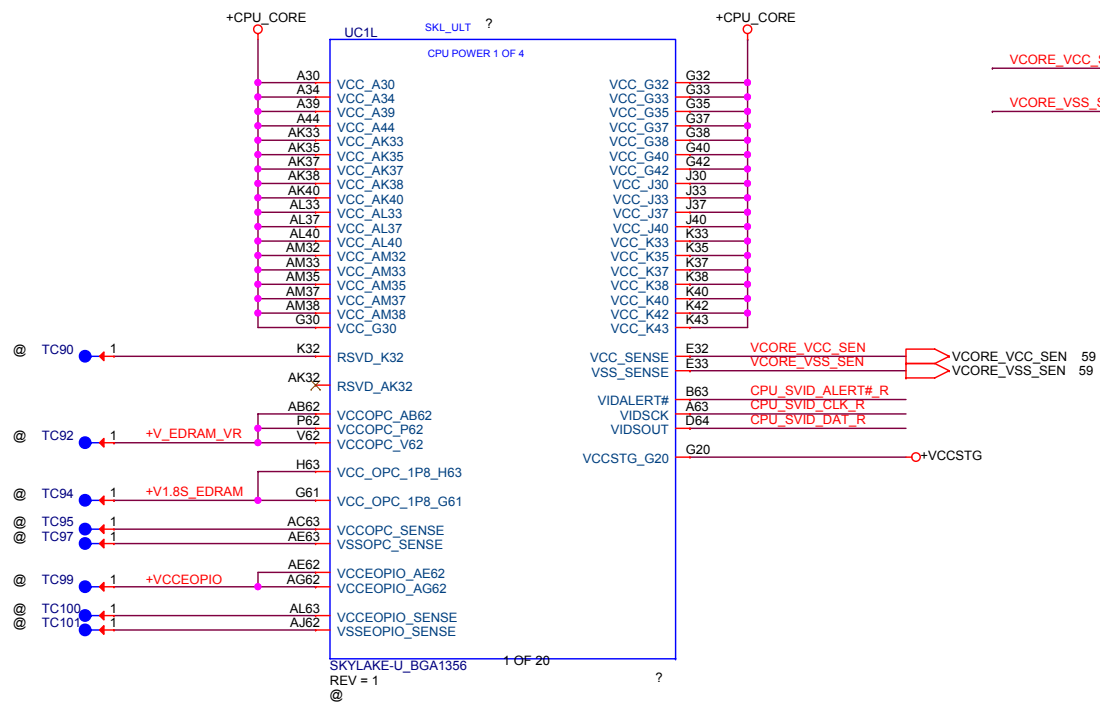 +CPU_CORE
UC1L
SKL_ULT
?
+CPU_CORE
CPU POWER 1 OF 4
VCORE_VCC_S
VCORE_VSS_S
A30 VCC_A30
A34 VCC_A34
A39 VCC_A39
A44 VCC_A44
AK33 VCC_AK33
AK35 VCC_AK35
AK37 VCC_AK37
AK38 VCC_AK38
AK40 VCC_AK40
AL33 VCC_AL33
AL37 VCC_AL37
AL40 VCC_AL40
AM32 VCC_AM32
AM33 VCC_AM33
AM35 VCC_AM35
AM37 VCC_AM37
AM38 VCC_AM38
G30 VCC_G30
@ TC90 1 K32 RSVD_K32
AK32 RSVD_AK32
AB62 VCCOPC_AB62
P62 VCCOPC_P62
@ TC92 1 +V_EDRAM_VR V62 VCCOPC_V62
H63 VCC_OPC_1P8_H63
@ TC94 1 +V1.8S_EDRAM G61 VCC_OPC_1P8_G61
@ TC95 1 AC63 VCCOPC_SENSE
@ TC97 1 AE63 VSSOPC_SENSE
AE62 VCCEOPIO_AE62
@ TC99 1 +VCCEOPIO AG62 VCCEOPIO_AG62
@ TC100 1 AL63 VCCEOPIO_SENSE
@ TC101 1 AJ62 VSSEOPIO_SENSE
VCC_G32 G32
VCC_G33 G33
VCC_G35 G35
VCC_G37 G37
VCC_G38 G38
VCC_G40 G40
VCC_G42 G42
VCC_J30 J30
VCC_J33 J33
VCC_J37 J37
VCC_J40 J40
VCC_K33 K33
VCC_K35 K35
VCC_K37 K37
VCC_K38 K38
VCC_K40 K40
VCC_K42 K42
VCC_K43 K43
VCC_SENSE E32 VCORE_VCC_SEN VCORE_VCC_SEN 59
VSS_SENSE E33 VCORE_VSS_SEN VCORE_VSS_SEN 59
VIDALERT# B63 CPU_SVID_ALERT#_R
VIDSCK A63 CPU_SVID_CLK_R
VIDSOUT D64 CPU_SVID_DAT_R
VCCSTG_G20 G20 +VCCSTG
SKYLAKE-U_BGA1356 1 OF 20
REV = 1 ?
@